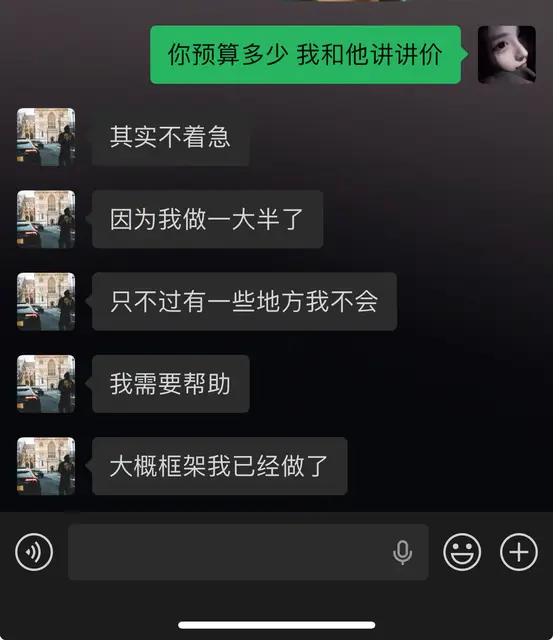 你预算多少 我和他讲讲价
其实不着急
因为我做一大半了
只不过有一些地方我不会
我需要帮助
大概框架我已经做了